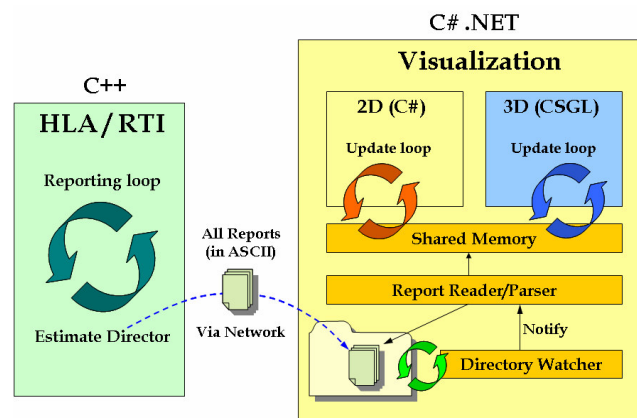 C++
HLA/RTI
Reporting loop
Estimate Director
All Reports
(in ASCII)
Via Network
C# .NET
Visualization
2D (C#)
Update loop
3D (CSGL)
Update loop
Shared Memory
Report Reader/Parser
Notify
Directory Watcher